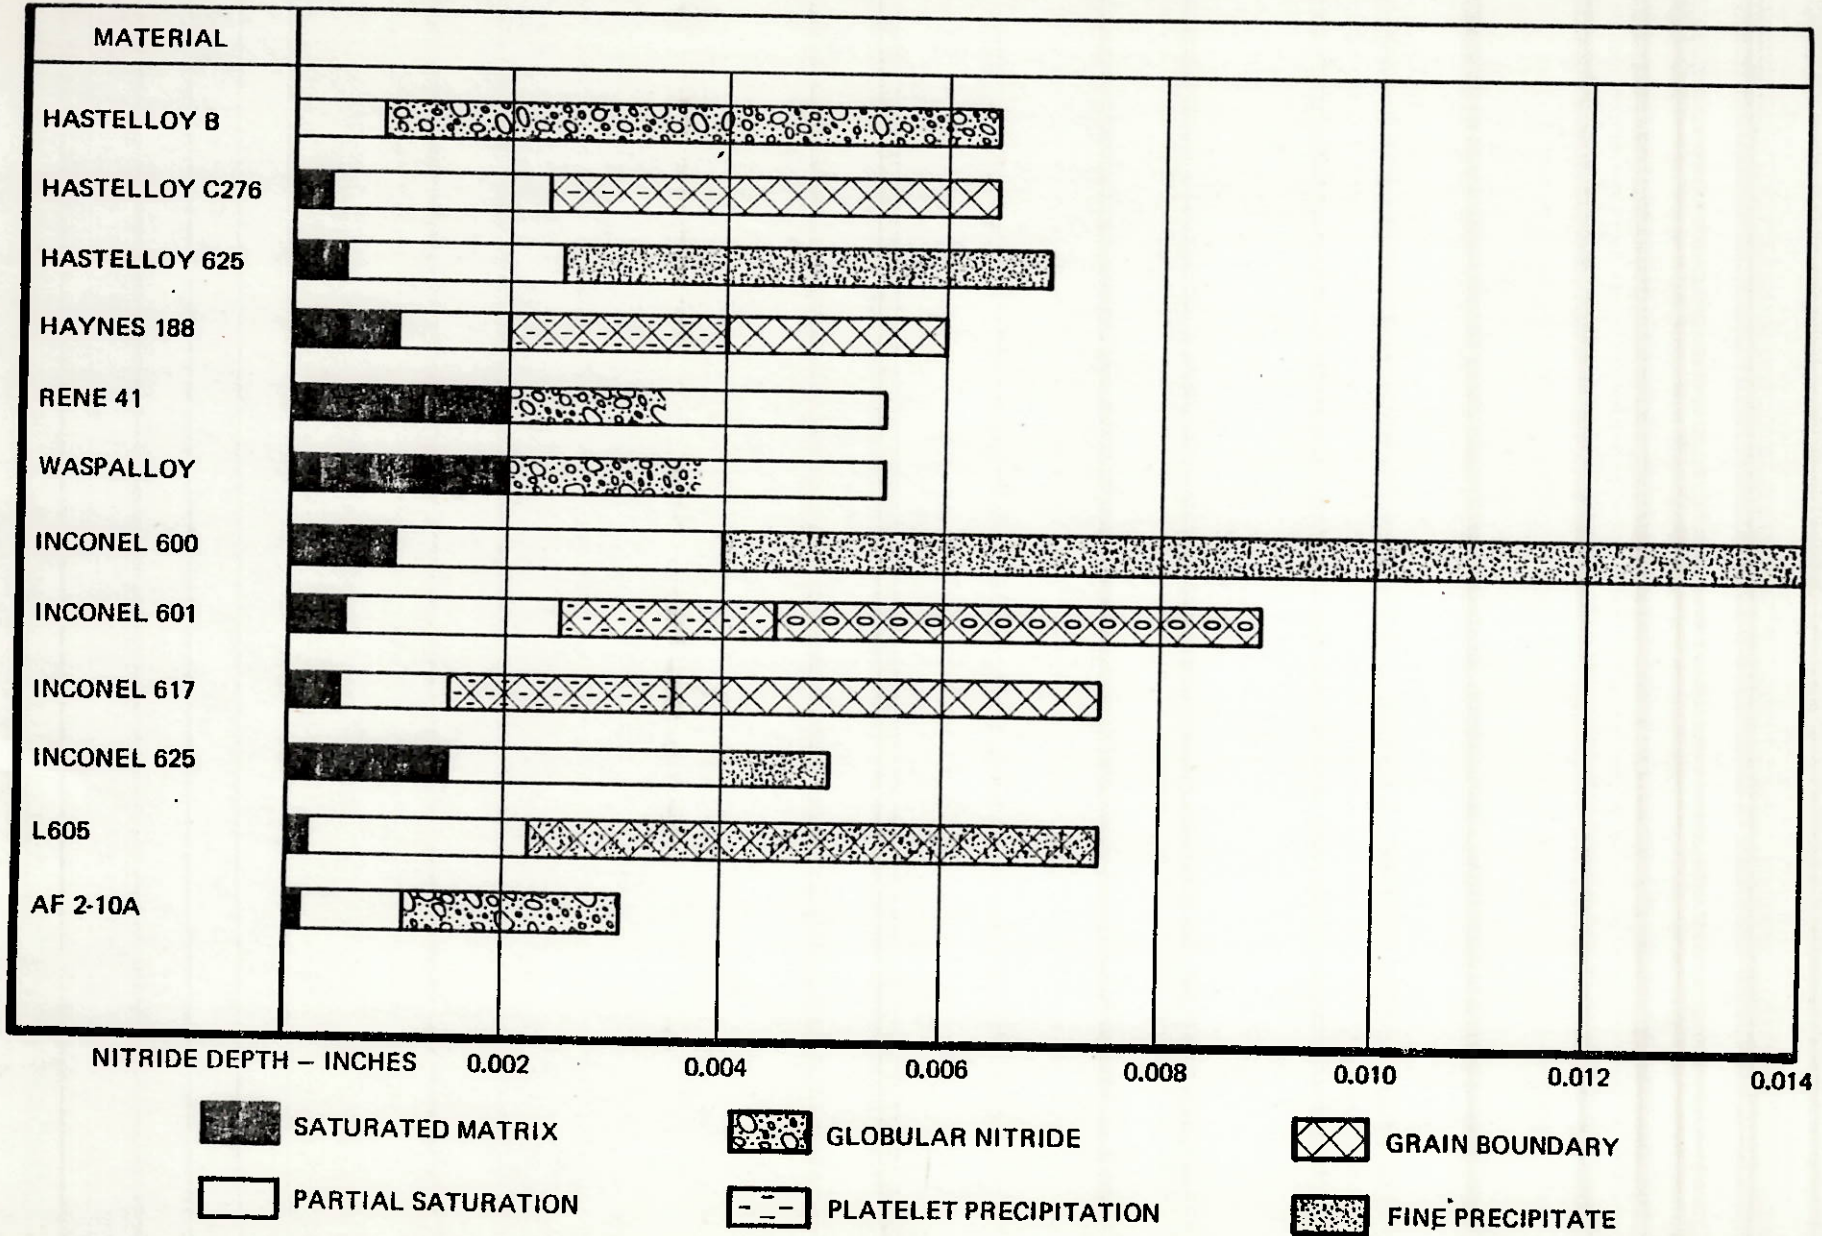 MATERIAL
HASTELLOY B
HASTELLOY C276
HASTELLOY 625
HAYNES 188
RENE 41
WASPALLOY
INCONEL 600
INCONEL 601
INCONEL 617
INCONEL 625
L605
AF 2-10A
NITRIDE DEPTH – INCHES 0.002 0.004 0.006 0.008 0.010 0.012 0.014
SATURATED MATRIX GLOBULAR NITRIDE GRAIN BOUNDARY
PARTIAL SATURATION PLATELET PRECIPITATION FINE PRECIPITATE